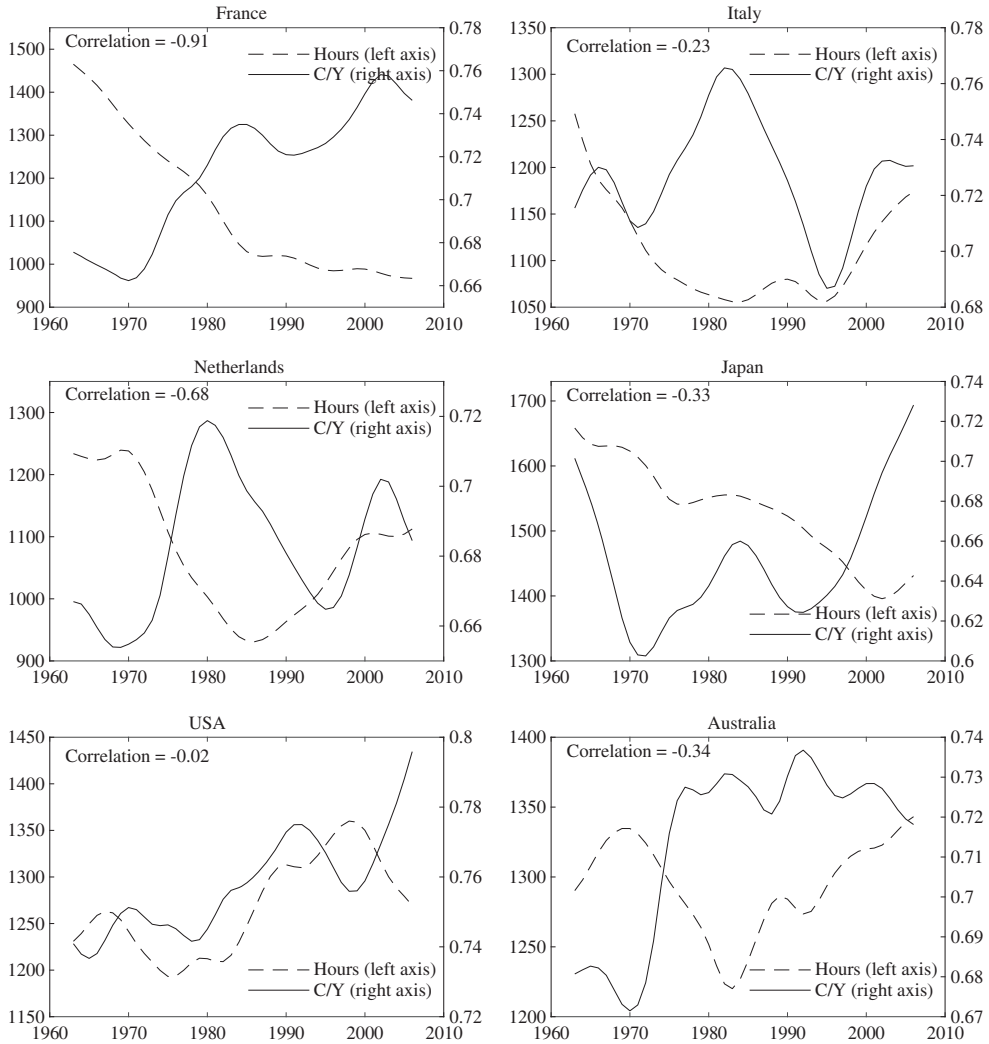 France
Correlation = -0.91
Hours (left axis)
C/Y (right axis)
1500
1400
1300
1200
1100
1000
900
0.78
0.76
0.74
0.72
0.7
0.68
0.66
1960 1970 1980 1990 2000 2010
Italy
Correlation = -0.23
Hours (left axis)
C/Y (right axis)
1350
1300
1250
1200
1150
1100
1050
0.78
0.76
0.74
0.72
0.7
0.68
1960 1970 1980 1990 2000 2010
Netherlands
Correlation = -0.68
Hours (left axis)
C/Y (right axis)
1300
1200
1100
1000
900
0.72
0.7
0.68
0.66
1960 1970 1980 1990 2000 2010
Japan
Correlation = -0.33
Hours (left axis)
C/Y (right axis)
1700
1600
1500
1400
1300
0.74
0.72
0.7
0.68
0.66
0.64
0.62
0.6
1960 1970 1980 1990 2000 2010
USA
Correlation = -0.02
Hours (left axis)
C/Y (right axis)
1450
1400
1350
1300
1250
1200
1150
0.8
0.78
0.76
0.74
0.72
1960 1970 1980 1990 2000 2010
Australia
Correlation = -0.34
Hours (left axis)
C/Y (right axis)
1400
1350
1300
1250
1200
0.74
0.73
0.72
0.71
0.7
0.69
0.68
0.67
1960 1970 1980 1990 2000 2010